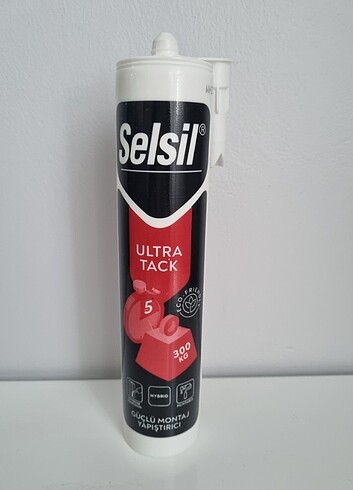 Selsil®
ULTRA
TACK
ECO FRIENDLY
5
300
KG
HYBRID
GÜÇLÜ MONTAJ
YAPIŞTIRICI